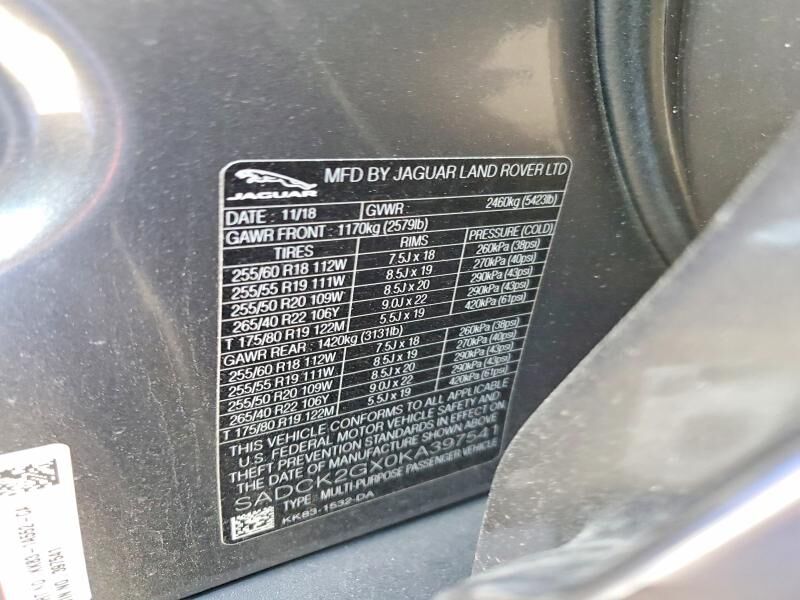 JAGUAR
MFD BY JAGUAR LAND ROVER LTD
DATE : 11/18 GVWR : 2460kg (5423lb)
GAWR FRONT : 1170kg (2579lb)
TIRES RIMS PRESSURE (COLD)
255/60 R18 112W 7.5J x 18 260kPa (38psi)
255/55 R19 111W 8.5J x 19 270kPa (40psi)
255/50 R20 109W 8.5J x 20 290kPa (43psi)
265/40 R22 106Y 9.0J x 22 290kPa (43psi)
T 175/80 R19 122M 5.5J x 19 420kPa (61psi)
GAWR REAR : 1420kg (3131lb)
255/60 R18 112W 7.5J x 18 260kPa (38psi)
255/55 R19 111W 8.5J x 19 270kPa (40psi)
255/50 R20 109W 8.5J x 20 290kPa (43psi)
265/40 R22 106Y 9.0J x 22 290kPa (43psi)
T 175/80 R19 122M 5.5J x 19 420kPa (61psi)
THIS VEHICLE CONFORMS TO ALL APPLICABLE
U.S. FEDERAL MOTOR VEHICLE SAFETY AND
THEFT PREVENTION STANDARDS IN EFFECT ON
THE DATE OF MANUFACTURE SHOWN ABOVE
SADCK2GX0KA397541
TYPE : MULTI-PURPOSE PASSENGER VEHICLE
KK83-1532-DA